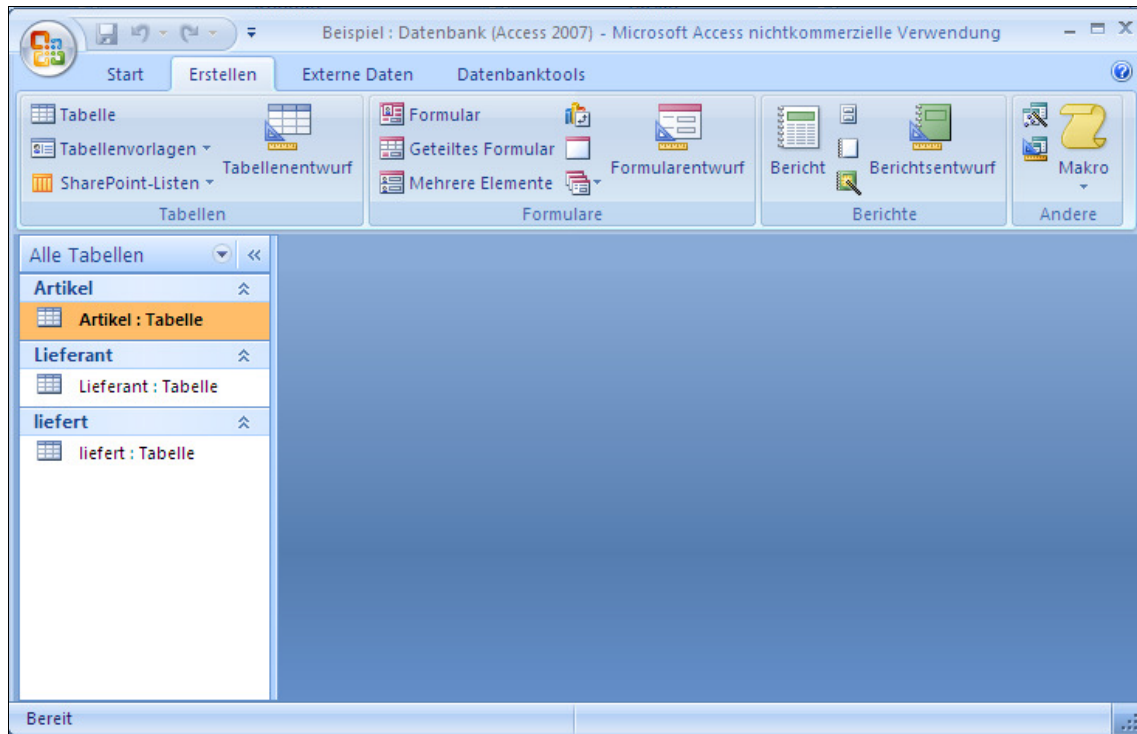 Beispiel : Datenbank (Access 2007) - Microsoft Access nichtkommerzielle Verwendung
Start Erstellen Externe Daten Datenbanktools
Tabelle
Tabellenvorlagen
SharePoint-Listen
Tabellenentwurf
Tabellen
Formular
Geteiltes Formular
Mehrere Elemente
Formularentwurf
Formulare
Bericht
Berichtsentwurf
Berichte
Makro
Andere
Alle Tabellen
Artikel
Artikel : Tabelle
Lieferant
Lieferant : Tabelle
liefert
liefert : Tabelle
Bereit